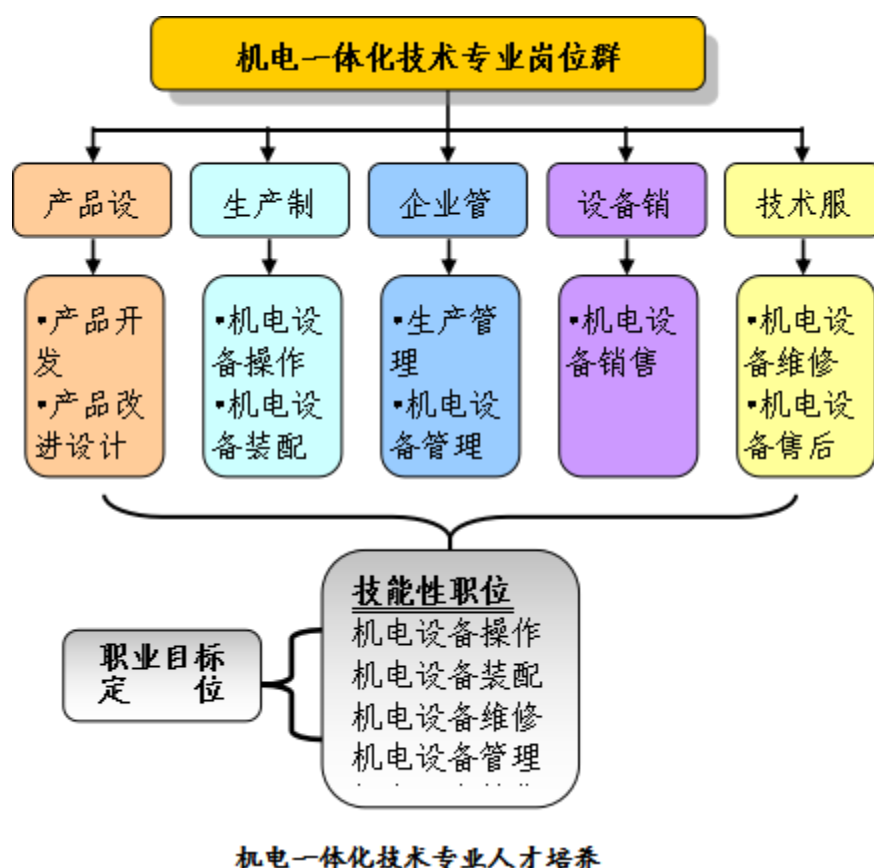 机电一体化技术专业岗位群
产品设
生产制
企业管
设备销
技术服
▪产品开
发
▪产品改
进设计
▪机电设
备操作
▪机电设
备装配
▪生产管
理
▪机电设
备管理
▪机电设
备销售
▪机电设
备维修
▪机电设
备售后
技能性职位
机电设备操作
机电设备装配
机电设备维修
机电设备管理
职业目标
定 位
机电一体化技术专业人才培养